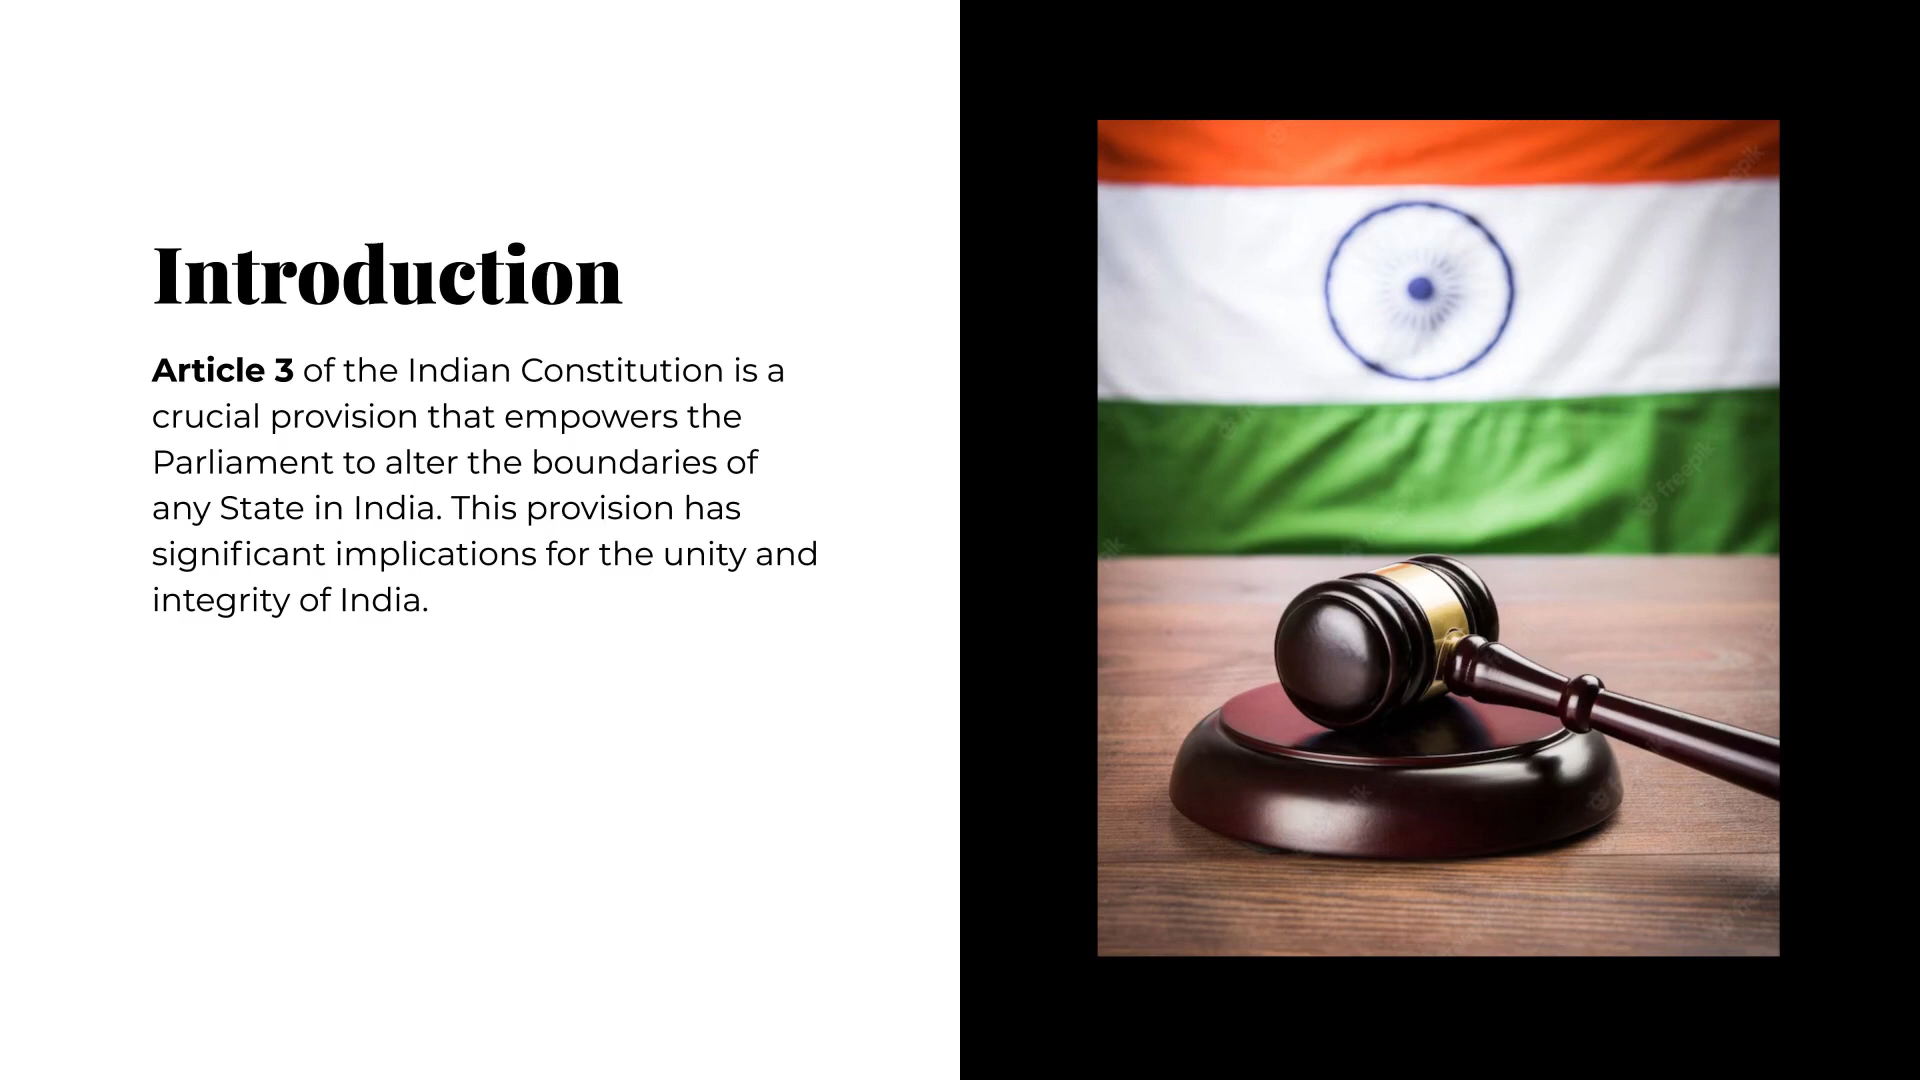 Introduction
Article 3 of the Indian Constitution is a
crucial provision that empowers the
Parliament to alter the boundaries of
any State in India. This provision has
significant implications for the unity and
integrity of India.
freepik